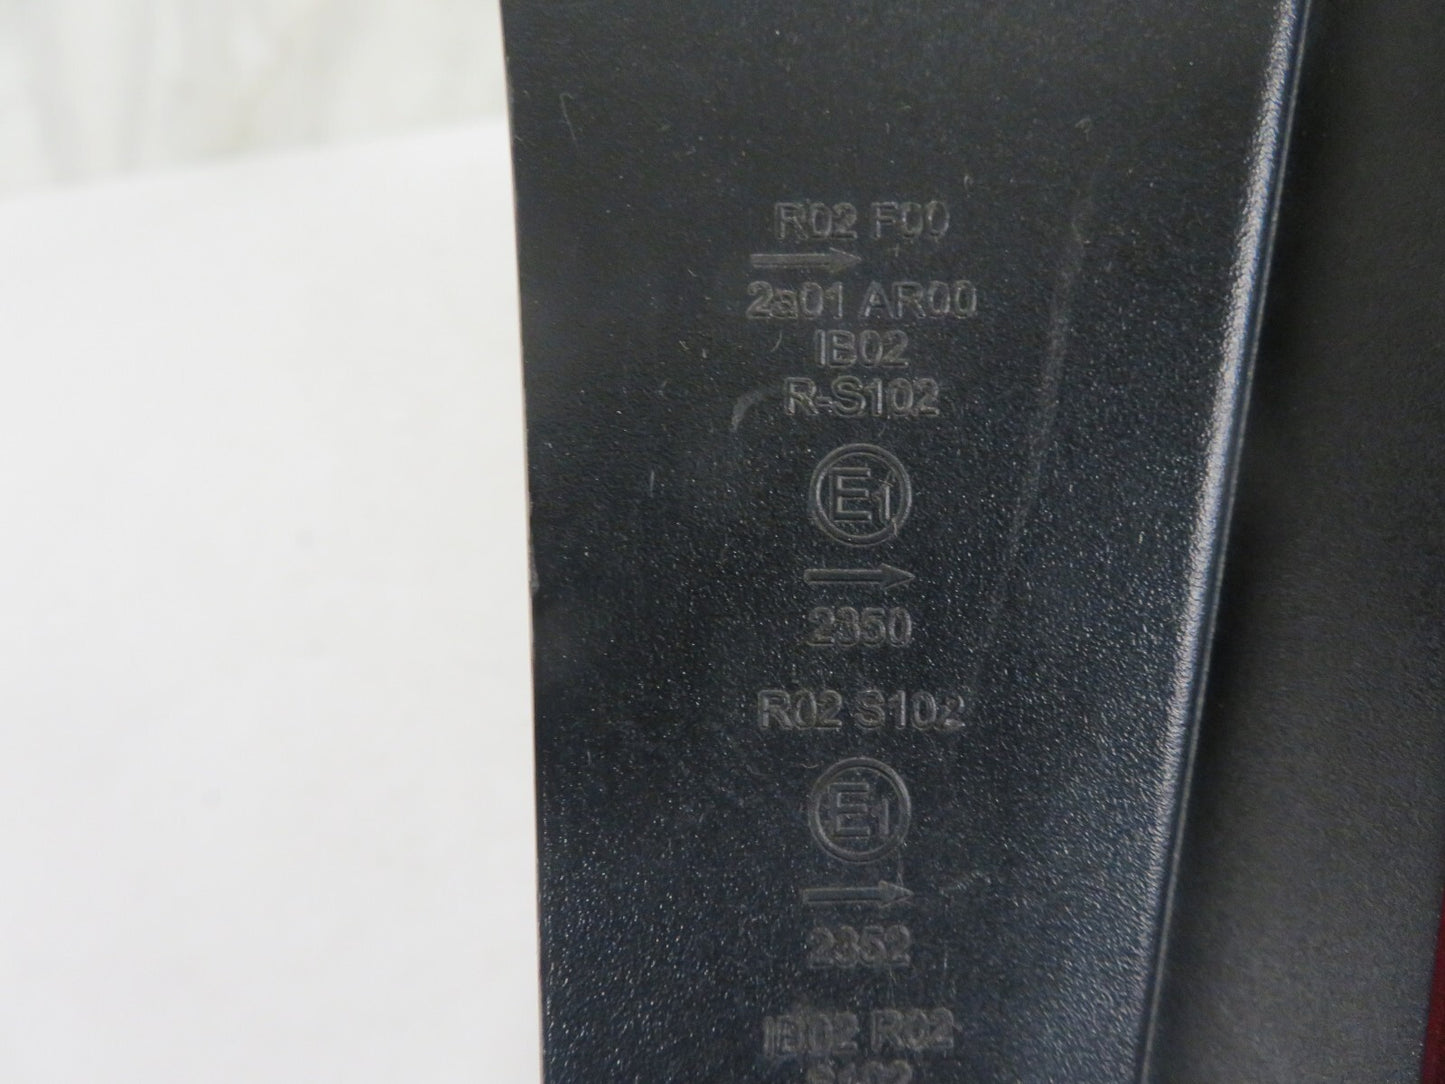 R02 F00
→
2a01 AR00
IB02
R-S102
E1
→
2350
R02 S102
E1
→
2352
IB02 R02